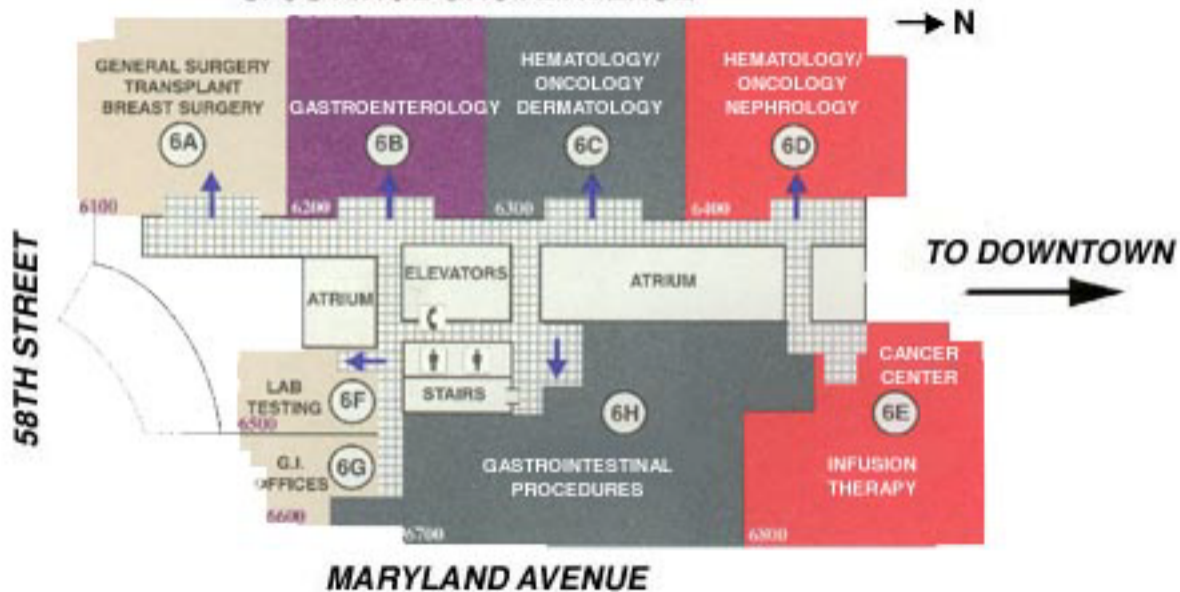 N
GENERAL SURGERY
TRANSPLANT
BREAST SURGERY
6A
6100
GASTROENTEROLOGY
6B
6200
HEMATOLOGY/
ONCOLOGY
DERMATOLOGY
6C
6300
HEMATOLOGY/
ONCOLOGY
NEPHROLOGY
6D
6400
58TH STREET
TO DOWNTOWN
ATRIUM
ELEVATORS
ATRIUM
STAIRS
LAB
TESTING
6F
6500
G.I.
OFFICES
6G
6600
6H
GASTROINTESTINAL
PROCEDURES
6700
CANCER
CENTER
6E
INFUSION
THERAPY
6800
MARYLAND AVENUE